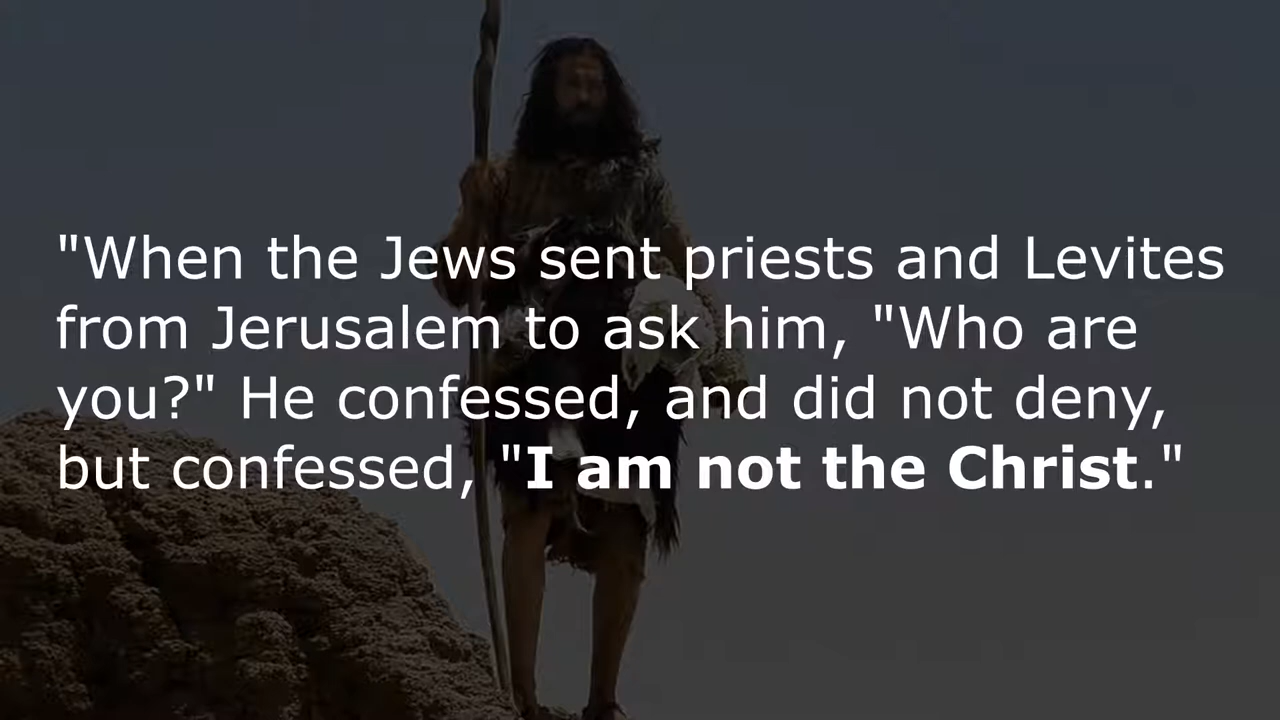 "When the Jews sent priests and Levites
from Jerusalem to ask him, "Who are
you?" He confessed, and did not deny,
but confessed, "I am not the Christ."